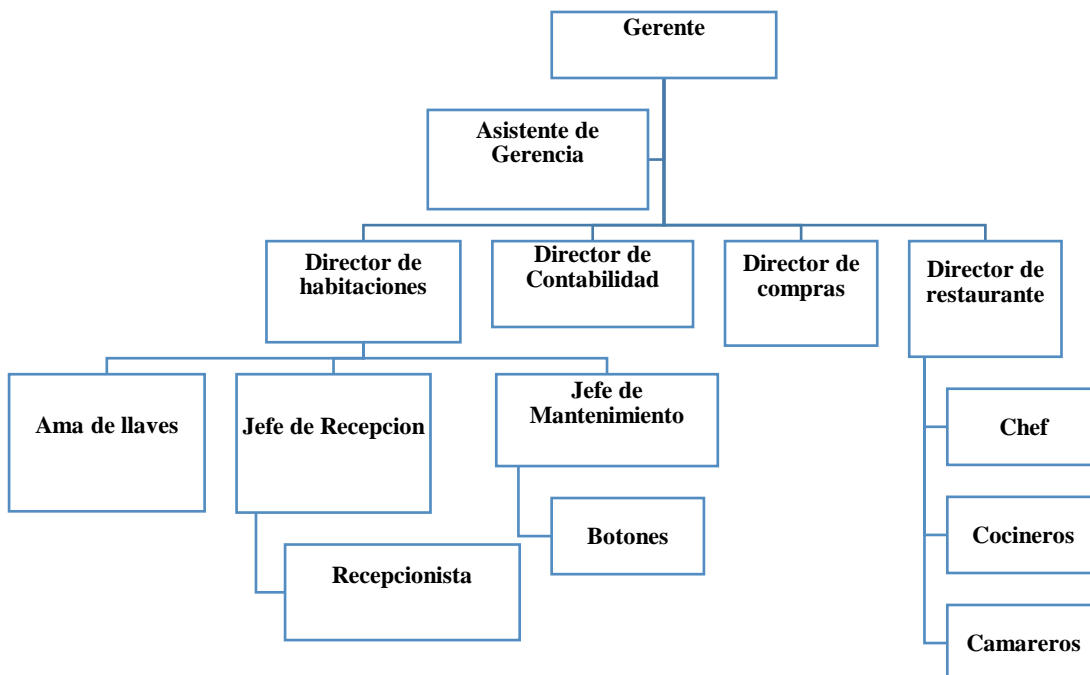 Gerente
Asistente de
Gerencia
Director de
habitaciones
Director de
Contabilidad
Director de
compras
Director de
restaurante
Ama de llaves
Jefe de Recepcion
Jefe de
Mantenimiento
Chef
Botones
Cocineros
Recepcionista
Camareros